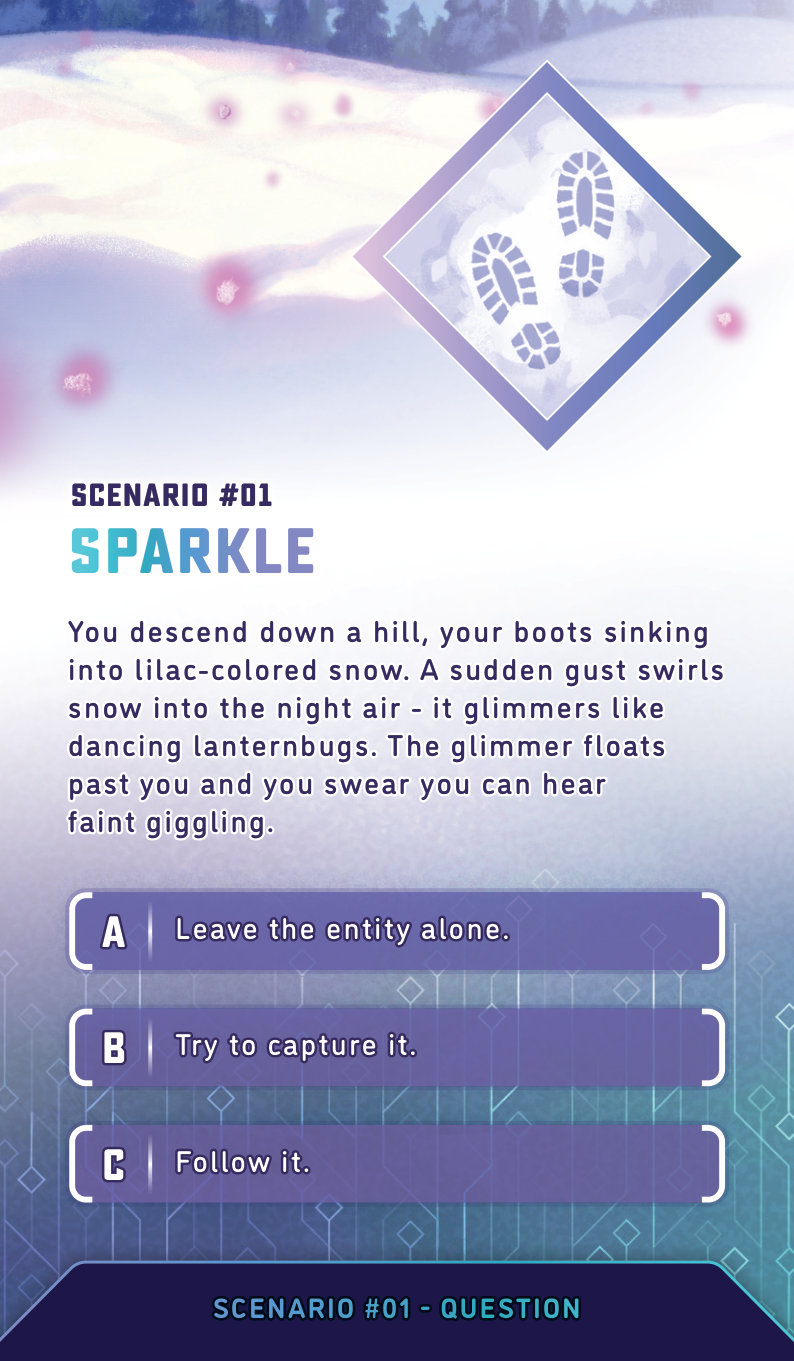 SCENARIO #01
SPARKLE
You descend down a hill, your boots sinking
into lilac-colored snow. A sudden gust swirls
snow into the night air - it glimmers like
dancing lanternbugs. The glimmer floats
past you and you swear you can hear
faint giggling.
A Leave the entity alone.
B Try to capture it.
C Follow it.
SCENARIO #01 - QUESTION